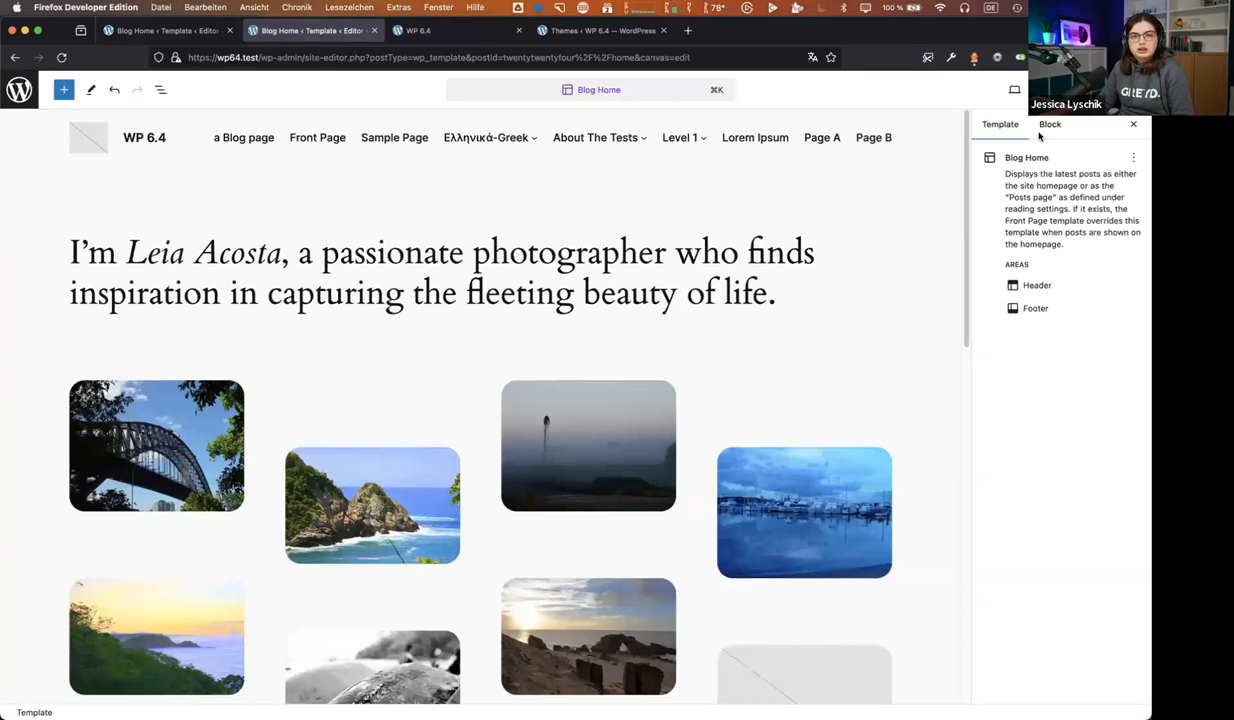 Firefox Developer Edition Datei Bearbeiten Ansicht Chronik Lesezeichen Extras Fenster Hilfe 78° 100 % DE
Blog Home ‹ Template ‹ Editor
Blog Home ‹ Template ‹ Editor ×
WP 6.4 ×
Themes ‹ WP 6.4 — WordPress ×
https://wp64.test/wp-admin/site-editor.php?postType=wp_template&postId=twentytwentyfour%2F%2Fhome&canvas=edit
Blog Home ⌘K
GREYD.
Jessica Lyschik
Template Block
WP 6.4 a Blog page Front Page Sample Page Ελληνικά-Greek About The Tests Level 1 Lorem Ipsum Page A Page B
Blog Home
Displays the latest posts as either
the site homepage or as the
"Posts page" as defined under
reading settings. If it exists, the
Front Page template overrides this
template when posts are shown on
the homepage.
AREAS
Header
Footer
I’m Leia Acosta, a passionate photographer who finds
inspiration in capturing the fleeting beauty of life.
Template